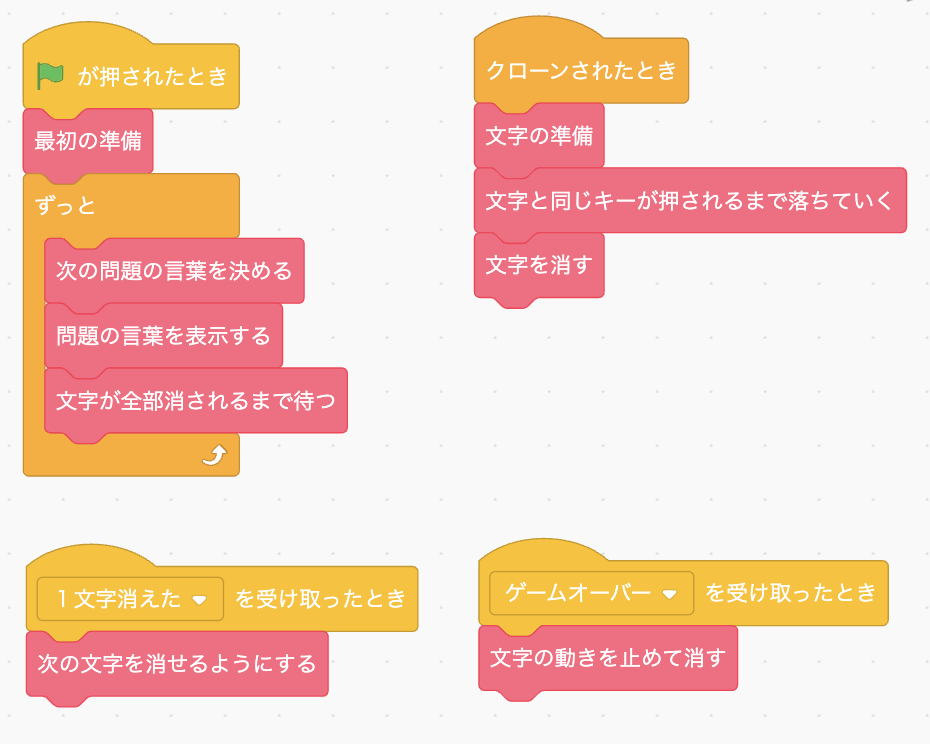 が押されたとき
最初の準備
ずっと
次の問題の言葉を決める
問題の言葉を表示する
文字が全部消されるまで待つ
クローンされたとき
文字の準備
文字と同じキーが押されるまで落ちていく
文字を消す
1文字消えた を受け取ったとき
次の文字を消せるようにする
ゲームオーバー を受け取ったとき
文字の動きを止めて消す